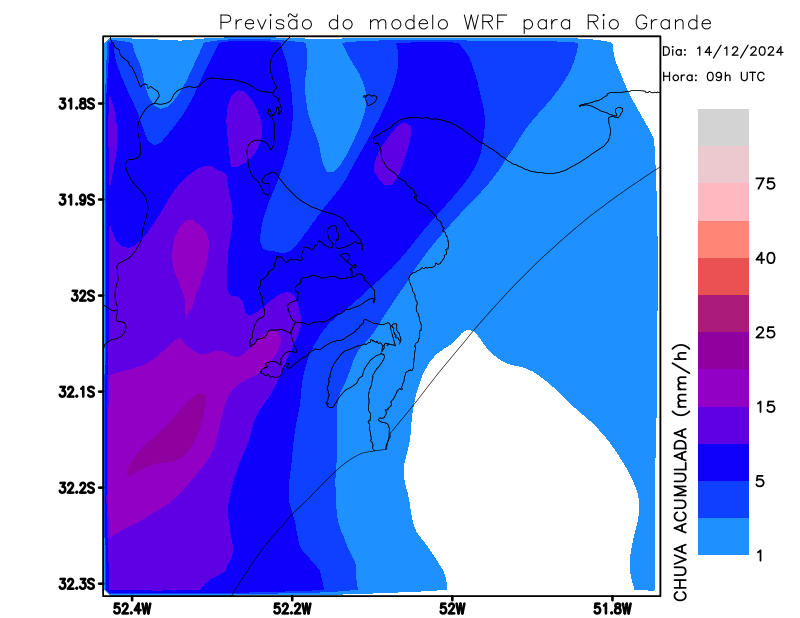 Previsão do modelo WRF para Rio Grande
Dia: 14/12/2024
Hora: 09h UTC
31.8S
31.9S
32S
32.1S
32.2S
32.3S
52.4W
52.2W
52W
51.8W
75
40
25
15
5
1
CHUVA ACUMULADA (mm/h)